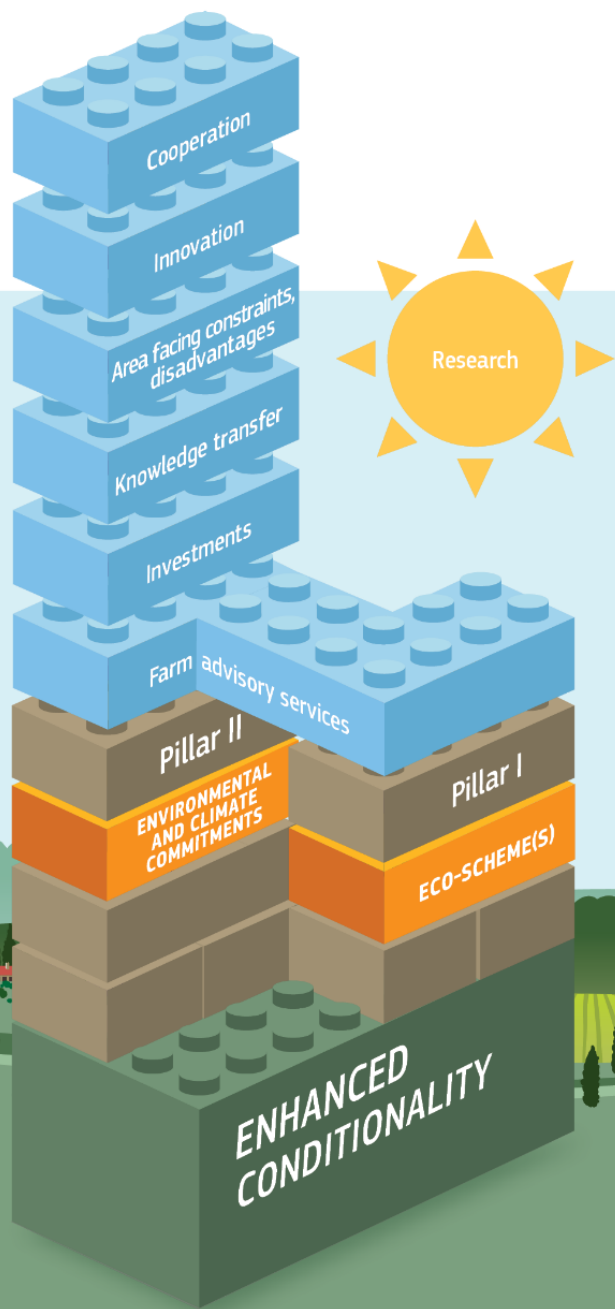 Cooperation
Innovation
Area facing constraints,
disadvantages
Research
Knowledge transfer
Investments
Farm advisory services
Pillar II
Pillar I
ENVIRONMENTAL
AND CLIMATE
COMMITMENTS
ECO-SCHEME(S)
ENHANCED
CONDITIONALITY